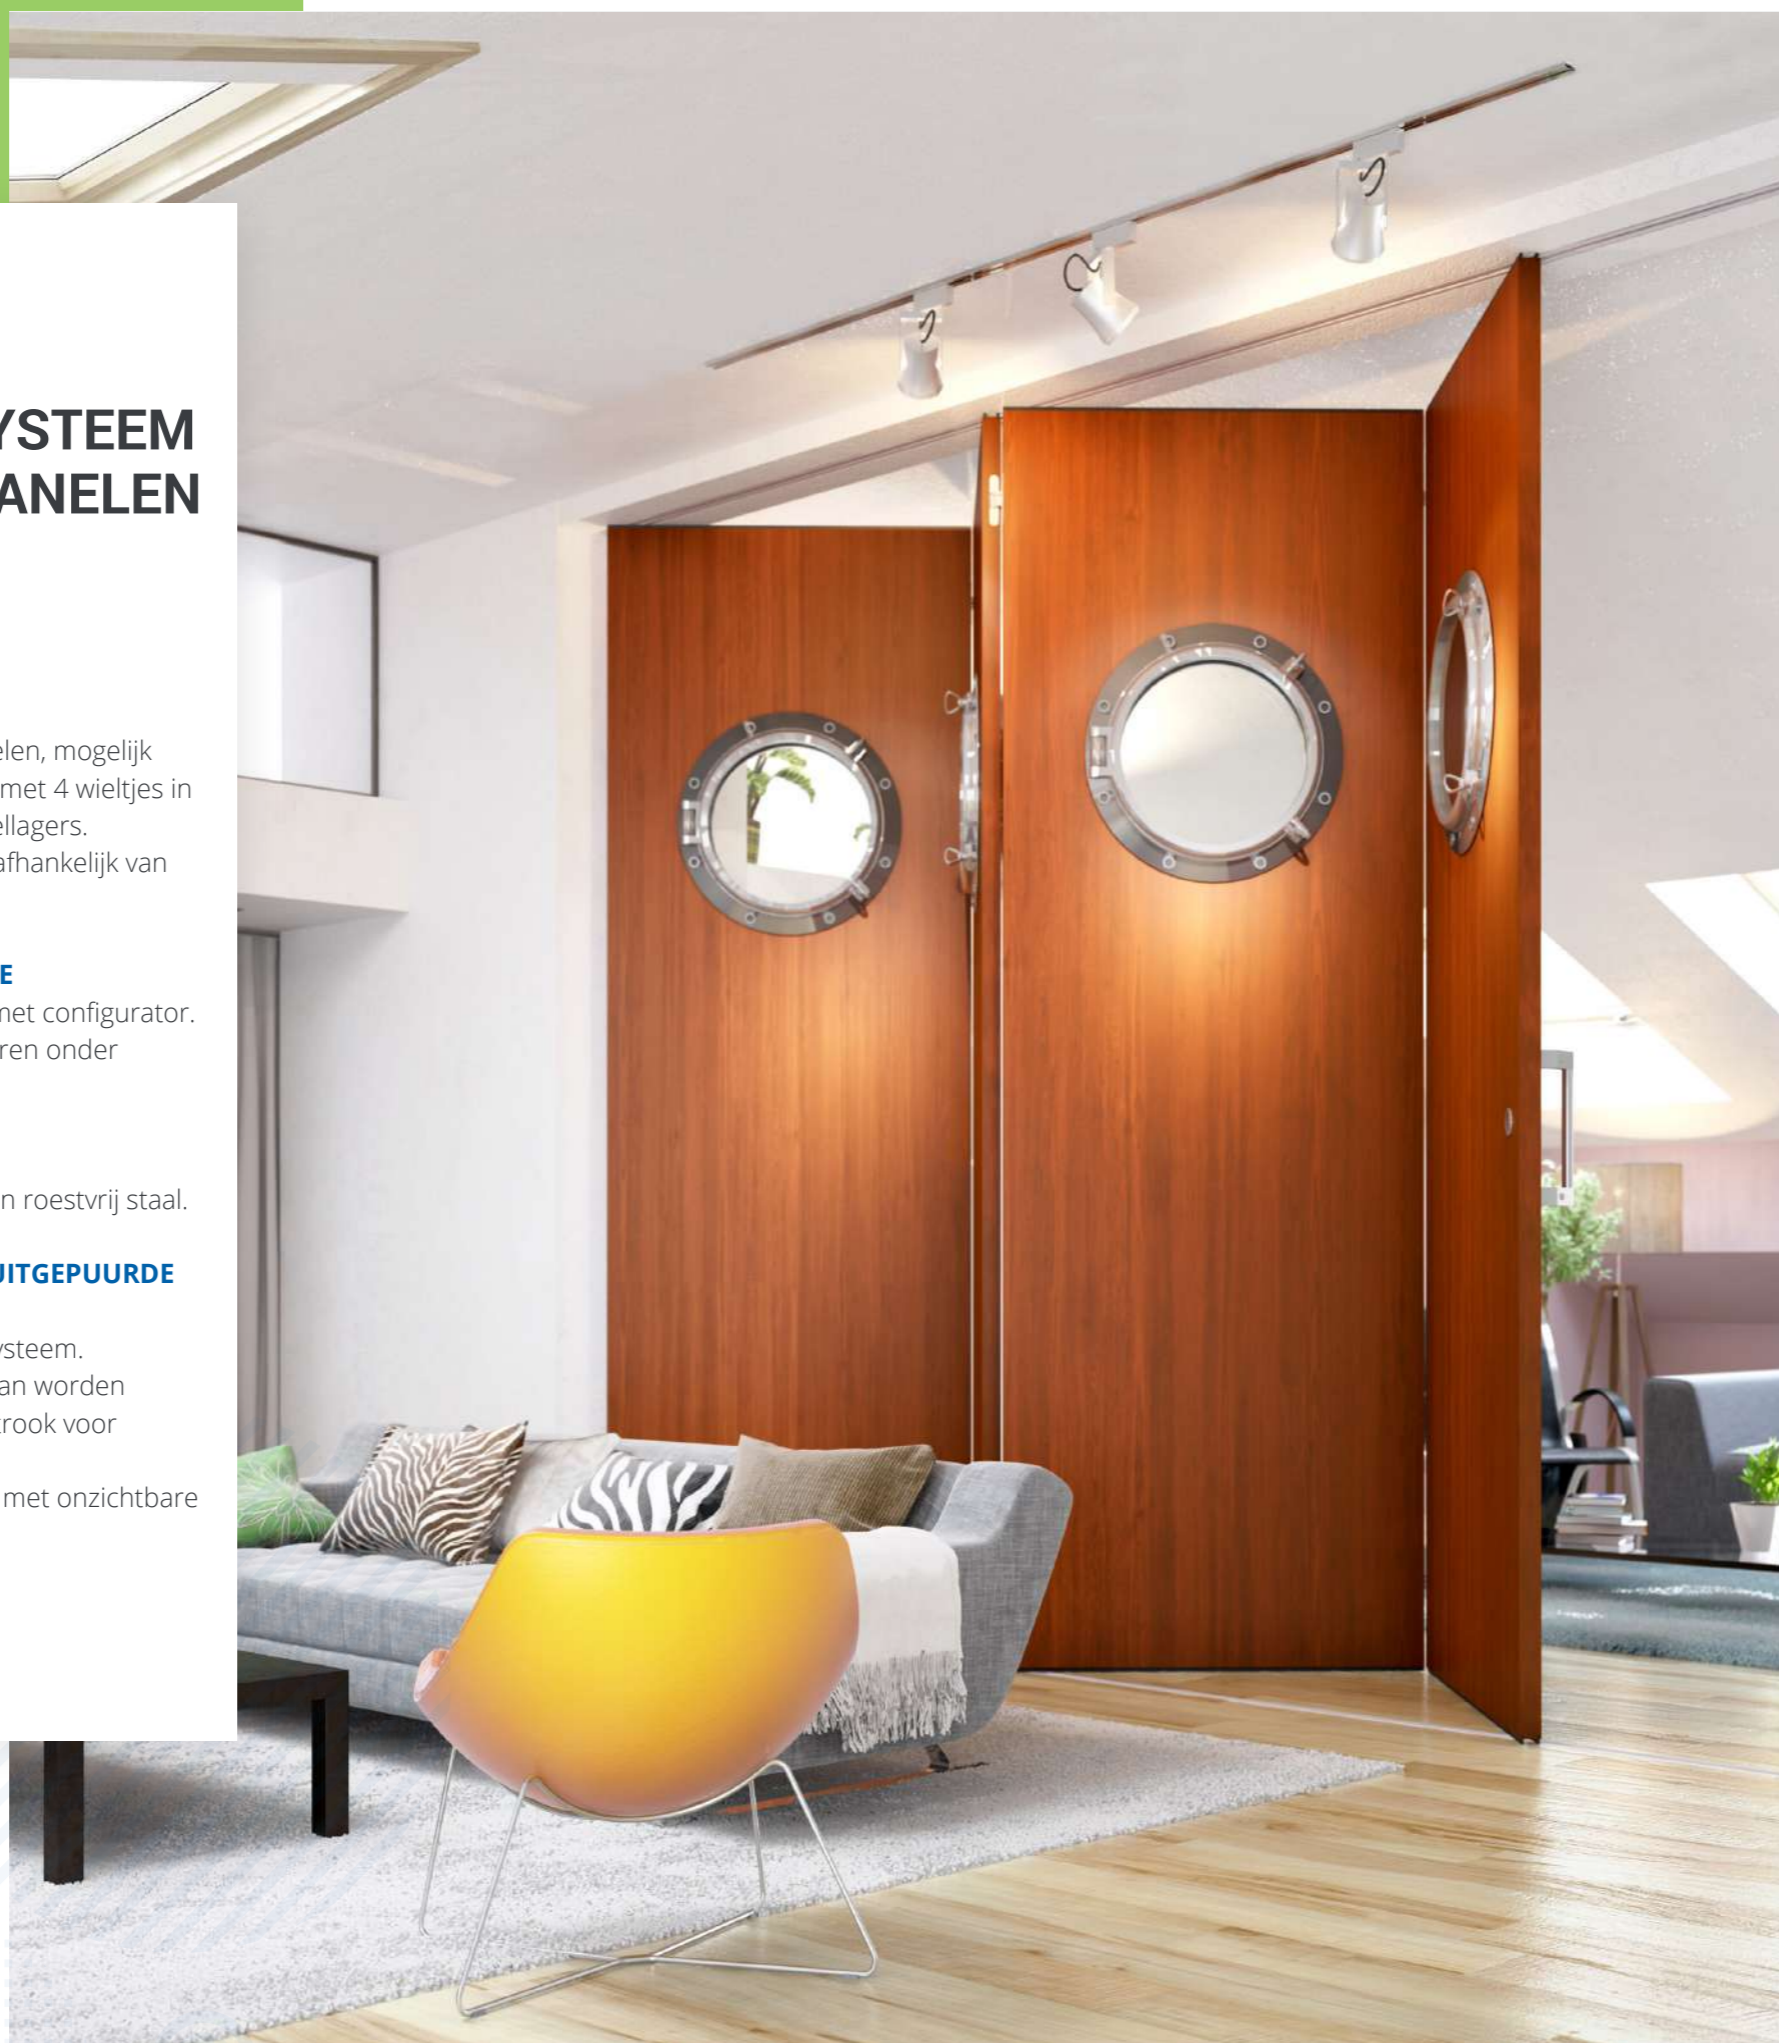 YSTEEM
ANELEN
elen, mogelijk
met 4 wieltjes in
ellagers.
afhankelijk van
E
met configurator.
ren onder
n roestvrij staal.
UITGEPUURDE
ysteem.
an worden
trook voor
met onzichtbare